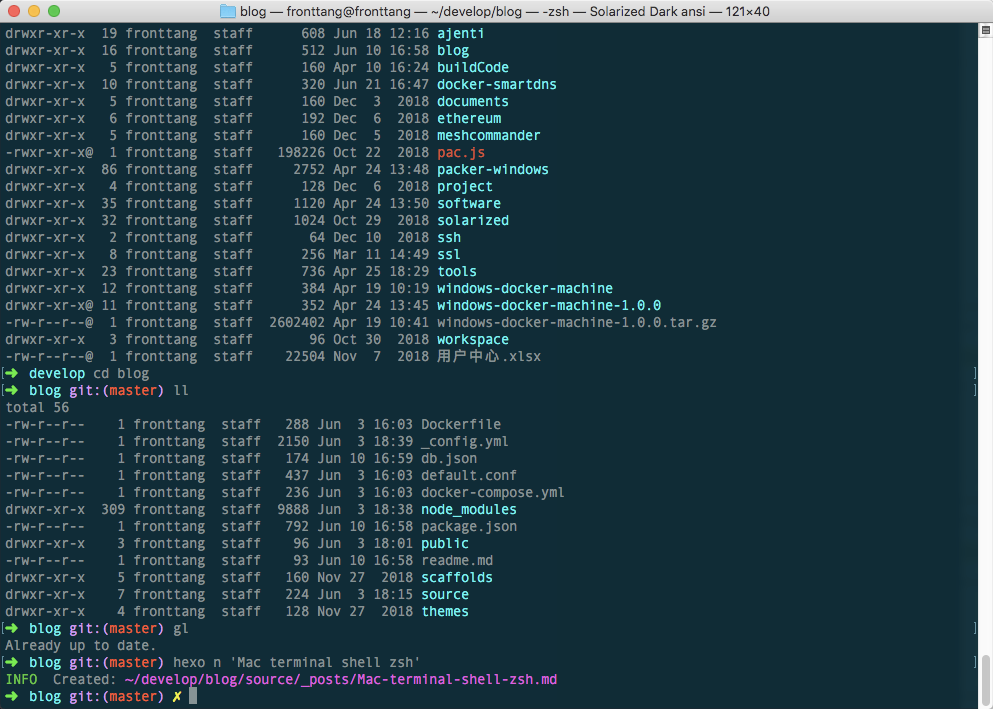 blog — fronttang@fronttang — ~/develop/blog — -zsh — Solarized Dark ansi — 121×40
drwxr-xr-x  19 fronttang  staff      608 Jun 18 12:16 ajenti
drwxr-xr-x  16 fronttang  staff      512 Jun 10 16:58 blog
drwxr-xr-x   5 fronttang  staff      160 Apr 10 16:24 buildCode
drwxr-xr-x  10 fronttang  staff      320 Jun 21 16:47 docker-smartdns
drwxr-xr-x   5 fronttang  staff      160 Dec  3  2018 documents
drwxr-xr-x   6 fronttang  staff      192 Dec  6  2018 ethereum
drwxr-xr-x   5 fronttang  staff      160 Dec  5  2018 meshcommander
-rwxr-xr-x@  1 fronttang  staff   198226 Oct 22  2018 pac.js
drwxr-xr-x  86 fronttang  staff     2752 Apr 24 13:48 packer-windows
drwxr-xr-x   4 fronttang  staff      128 Dec  6  2018 project
drwxr-xr-x  35 fronttang  staff     1120 Apr 24 13:50 software
drwxr-xr-x  32 fronttang  staff     1024 Oct 29  2018 solarized
drwxr-xr-x   2 fronttang  staff       64 Dec 10  2018 ssh
drwxr-xr-x   8 fronttang  staff      256 Mar 11 14:49 ssl
drwxr-xr-x  23 fronttang  staff      736 Apr 25 18:29 tools
drwxr-xr-x  12 fronttang  staff      384 Apr 19 10:19 windows-docker-machine
drwxr-xr-x@ 11 fronttang  staff      352 Apr 24 13:45 windows-docker-machine-1.0.0
-rw-r--r--@  1 fronttang  staff  2602402 Apr 19 10:41 windows-docker-machine-1.0.0.tar.gz
drwxr-xr-x   3 fronttang  staff       96 Oct 30  2018 workspace
-rw-r--r--@  1 fronttang  staff    22504 Nov  7  2018 用户中心.xlsx
[➜  develop cd blog ]
[➜  blog git:(master) ll ]
total 56
-rw-r--r--    1 fronttang  staff   288 Jun  3 16:03 Dockerfile
-rw-r--r--    1 fronttang  staff  2150 Jun  3 18:39 _config.yml
-rw-r--r--    1 fronttang  staff   174 Jun 10 16:59 db.json
-rw-r--r--    1 fronttang  staff   437 Jun  3 16:03 default.conf
-rw-r--r--    1 fronttang  staff   236 Jun  3 16:03 docker-compose.yml
drwxr-xr-x  309 fronttang  staff  9888 Jun  3 18:38 node_modules
-rw-r--r--    1 fronttang  staff   792 Jun 10 16:58 package.json
drwxr-xr-x    3 fronttang  staff    96 Jun  3 18:01 public
-rw-r--r--    1 fronttang  staff    93 Jun 10 16:58 readme.md
drwxr-xr-x    5 fronttang  staff   160 Nov 27  2018 scaffolds
drwxr-xr-x    7 fronttang  staff   224 Jun  3 18:15 source
drwxr-xr-x    4 fronttang  staff   128 Nov 27  2018 themes
[➜  blog git:(master) gl ]
Already up to date.
[➜  blog git:(master) hexo n 'Mac terminal shell zsh' ]
INFO  Created: ~/develop/blog/source/_posts/Mac-terminal-shell-zsh.md
➜  blog git:(master) ✗